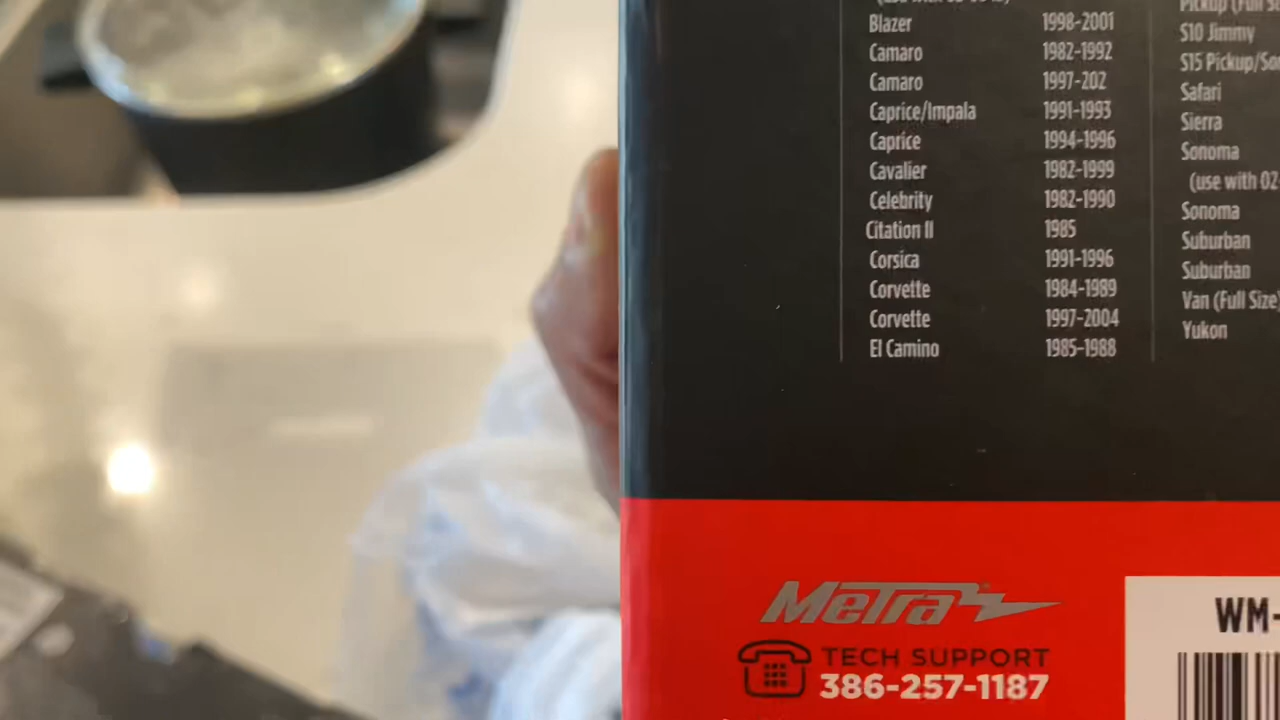 Blazer 1998-2001
Camaro 1982-1992
Camaro 1997-202
Caprice/Impala 1991-1993
Caprice 1994-1996
Cavalier 1982-1999
Celebrity 1982-1990
Citation II 1985
Corsica 1991-1996
Corvette 1984-1989
Corvette 1997-2004
El Camino 1985-1988
Pickup (Full
S10 Jimmy
S15 Pickup/So
Safari
Sierra
Sonoma
(use with 02
Sonoma
Suburban
Suburban
Van (Full Size)
Yukon
Metra
TECH SUPPORT
386-257-1187
WM-